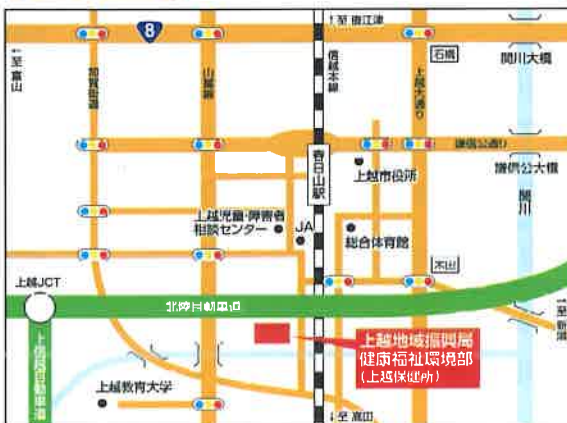 ↑至 直江津
8
石橋
関川大橋
←至 富山
加賀街道
山麓線
信越本線
上越大通り
謙信公通り
春日山駅
上越市役所
謙信公大橋
関川
上越児童・障害者
相談センター
JA
総合体育館
木田
上越JCT
北陸自動車道
↑至 新潟
上信越自動車道
上越地域振興局
健康福祉環境部
(上越保健所)
上越教育大学
↓至 高田